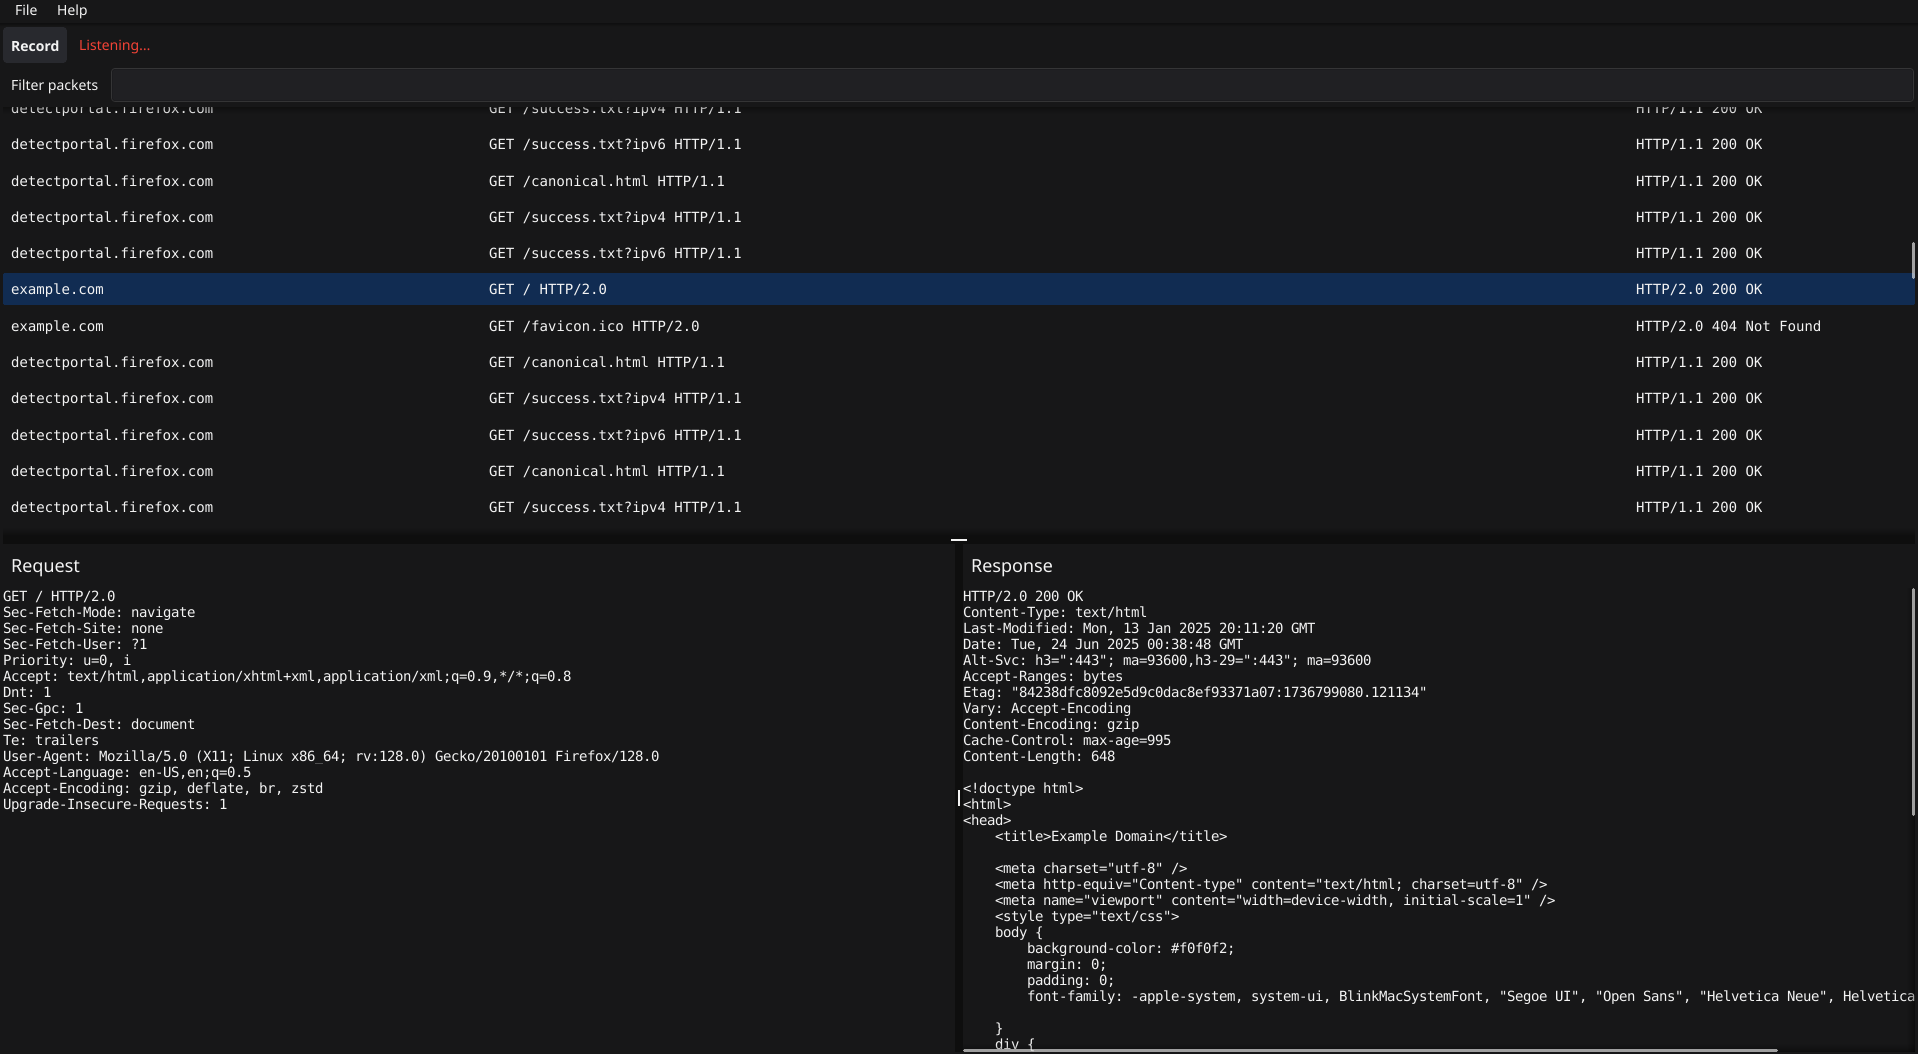 File Help
Record Listening...
Filter packets
detectportal.firefox.com GET /success.txt?ipv4 HTTP/1.1 HTTP/1.1 200 OK
detectportal.firefox.com GET /success.txt?ipv6 HTTP/1.1 HTTP/1.1 200 OK
detectportal.firefox.com GET /canonical.html HTTP/1.1 HTTP/1.1 200 OK
detectportal.firefox.com GET /success.txt?ipv4 HTTP/1.1 HTTP/1.1 200 OK
detectportal.firefox.com GET /success.txt?ipv6 HTTP/1.1 HTTP/1.1 200 OK
example.com GET / HTTP/2.0 HTTP/2.0 200 OK
example.com GET /favicon.ico HTTP/2.0 HTTP/2.0 404 Not Found
detectportal.firefox.com GET /canonical.html HTTP/1.1 HTTP/1.1 200 OK
detectportal.firefox.com GET /success.txt?ipv4 HTTP/1.1 HTTP/1.1 200 OK
detectportal.firefox.com GET /success.txt?ipv6 HTTP/1.1 HTTP/1.1 200 OK
detectportal.firefox.com GET /canonical.html HTTP/1.1 HTTP/1.1 200 OK
detectportal.firefox.com GET /success.txt?ipv4 HTTP/1.1 HTTP/1.1 200 OK
Request
GET / HTTP/2.0
Sec-Fetch-Mode: navigate
Sec-Fetch-Site: none
Sec-Fetch-User: ?1
Priority: u=0, i
Accept: text/html,application/xhtml+xml,application/xml;q=0.9,*/*;q=0.8
Dnt: 1
Sec-Gpc: 1
Sec-Fetch-Dest: document
Te: trailers
User-Agent: Mozilla/5.0 (X11; Linux x86_64; rv:128.0) Gecko/20100101 Firefox/128.0
Accept-Language: en-US,en;q=0.5
Accept-Encoding: gzip, deflate, br, zstd
Upgrade-Insecure-Requests: 1
Response
HTTP/2.0 200 OK
Content-Type: text/html
Last-Modified: Mon, 13 Jan 2025 20:11:20 GMT
Date: Tue, 24 Jun 2025 00:38:48 GMT
Alt-Svc: h3=":443"; ma=93600,h3-29=":443"; ma=93600
Accept-Ranges: bytes
Etag: "84238dfc8092e5d9c0dac8ef93371a07:1736799080.121134"
Vary: Accept-Encoding
Content-Encoding: gzip
Cache-Control: max-age=995
Content-Length: 648
<!doctype html>
<html>
<head>
<title>Example Domain</title>
<meta charset="utf-8" />
<meta http-equiv="Content-type" content="text/html; charset=utf-8" />
<meta name="viewport" content="width=device-width, initial-scale=1" />
<style type="text/css">
body {
background-color: #f0f0f2;
margin: 0;
padding: 0;
font-family: -apple-system, system-ui, BlinkMacSystemFont, "Segoe UI", "Open Sans", "Helvetica Neue", Helvetica
}
div {